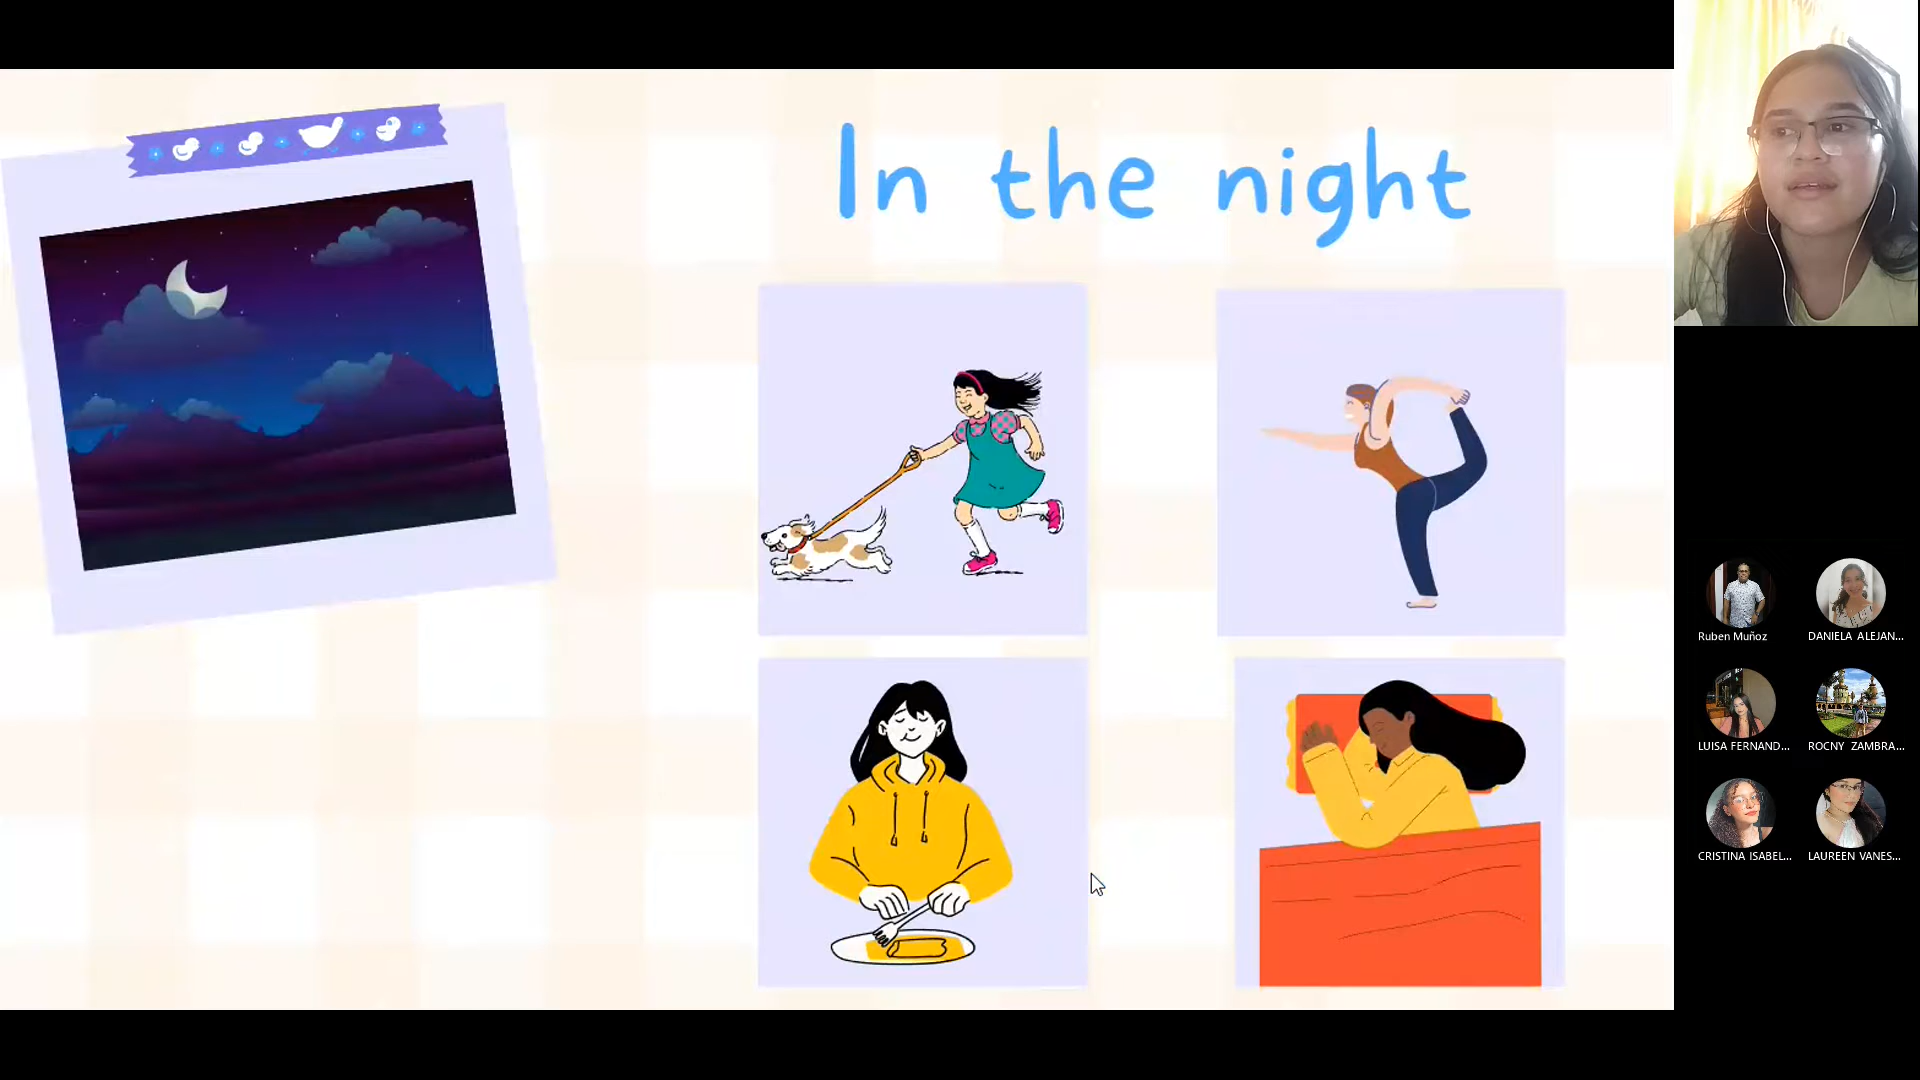 In the night
Ruben Muñoz
DANIELA ALEJAN...
LUISA FERNAND...
ROCNY ZAMBRA...
CRISTINA ISABEL...
LAUREEN VANES...